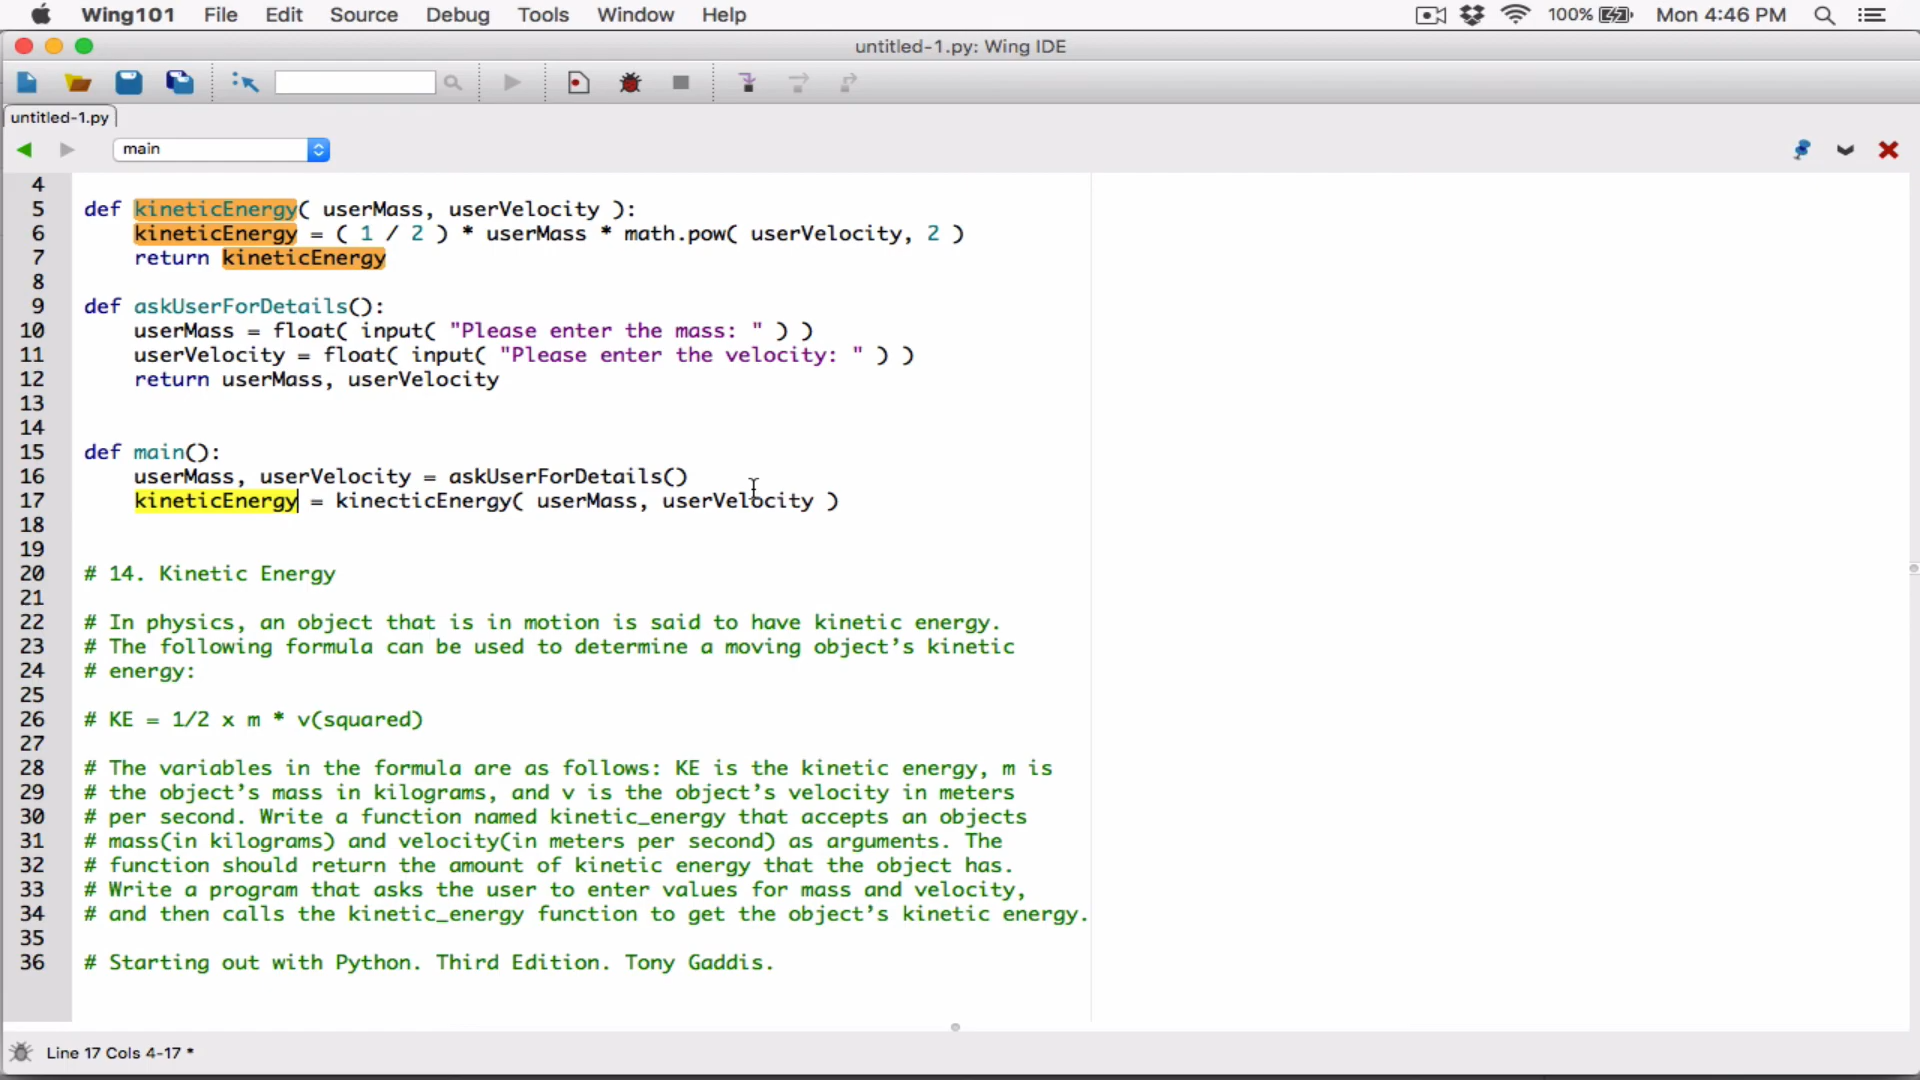 Wing101 File Edit Source Debug Tools Window Help 100% Mon 4:46 PM
untitled-1.py: Wing IDE
untitled-1.py
main
4
5 def kineticEnergy( userMass, userVelocity ):
6 kineticEnergy = ( 1 / 2 ) * userMass * math.pow( userVelocity, 2 )
7 return kineticEnergy
8
9 def askUserForDetails():
10 userMass = float( input( "Please enter the mass: " ) )
11 userVelocity = float( input( "Please enter the velocity: " ) )
12 return userMass, userVelocity
13
14
15 def main():
16 userMass, userVelocity = askUserForDetails()
17 kineticEnergy = kinecticEnergy( userMass, userVelocity )
18
19
20 # 14. Kinetic Energy
21
22 # In physics, an object that is in motion is said to have kinetic energy.
23 # The following formula can be used to determine a moving object’s kinetic
24 # energy:
25
26 # KE = 1/2 x m * v(squared)
27
28 # The variables in the formula are as follows: KE is the kinetic energy, m is
29 # the object’s mass in kilograms, and v is the object’s velocity in meters
30 # per second. Write a function named kinetic_energy that accepts an objects
31 # mass(in kilograms) and velocity(in meters per second) as arguments. The
32 # function should return the amount of kinetic energy that the object has.
33 # Write a program that asks the user to enter values for mass and velocity,
34 # and then calls the kinetic_energy function to get the object’s kinetic energy.
35
36 # Starting out with Python. Third Edition. Tony Gaddis.
Line 17 Cols 4-17 *